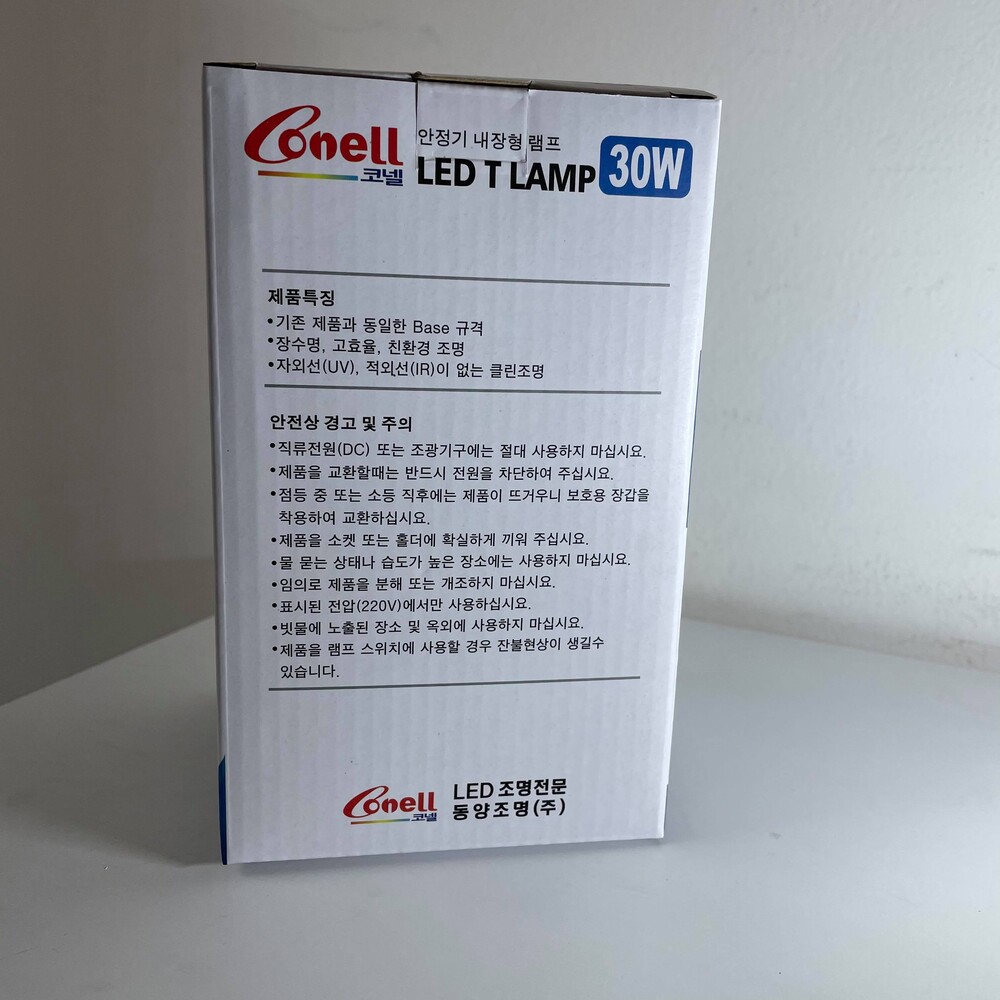 Conell
코넬
안정기 내장형 램프
LED T LAMP 30W
제품특징
•기존 제품과 동일한 Base 규격
•장수명, 고효율, 친환경 조명
•자외선(UV), 적외선(IR)이 없는 클린조명
안전상 경고 및 주의
•직류전원(DC) 또는 조광기구에는 절대 사용하지 마십시요.
•제품을 교환할때는 반드시 전원을 차단하여 주십시요.
•점등 중 또는 소등 직후에는 제품이 뜨거우니 보호용 장갑을
착용하여 교환하십시요.
•제품을 소켓 또는 홀더에 확실하게 끼워 주십시요.
•물 묻는 상태나 습도가 높은 장소에는 사용하지 마십시요.
•임의로 제품을 분해 또는 개조하지 마십시요.
•표시된 전압(220V)에서만 사용하십시요.
•빗물에 노출된 장소 및 옥외에 사용하지 마십시요.
•제품을 램프 스위치에 사용할 경우 잔불현상이 생길수
있습니다.
Conell
코넬
LED 조명전문
동양조명(주)